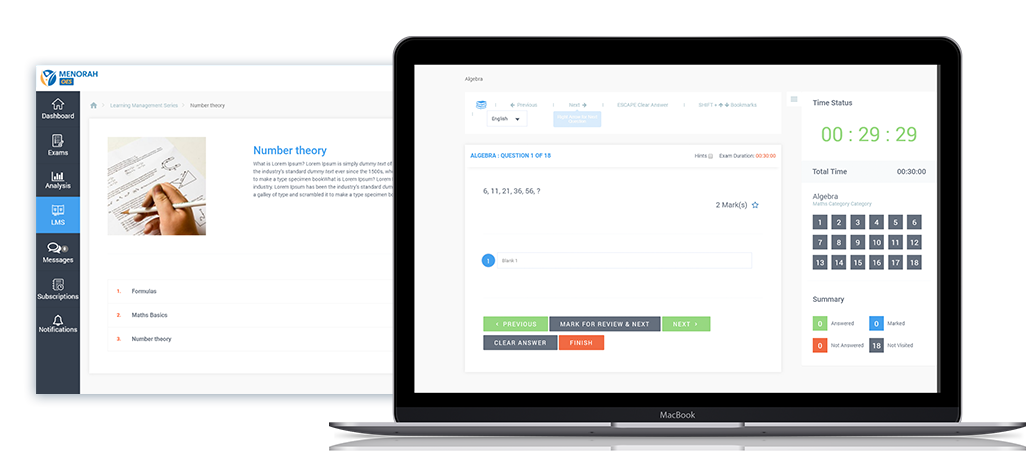 MENORAH
OES
Dashboard
Exams
Analysis
LMS
Messages
Subscriptions
Notifications
Learning Management Series
Number theory
Number theory
What is Lorem Ipsum? Lorem Ipsum is simply dummy text of
the industry's standard dummy text ever since the 1500s, wh
to make a type specimen bookWhat is Lorem Ipsum? Lorem
industry. Lorem Ipsum has been the industry's standard dum
a galley of type and scrambled it to make a type specimen b
1. Formulas
2. Maths Basics
3. Number theory
Algebra
Previous
Next
ESCAPE Clear Answer
SHIFT + Bookmarks
English
ALGEBRA : QUESTION 1 OF 18
Hints
Exam Duration: 00:30:00
6, 11, 21, 36, 56, ?
2 Mark(s)
1 Blank 1
PREVIOUS
MARK FOR REVIEW & NEXT
NEXT
CLEAR ANSWER
FINISH
Time Status
00 : 29 : 29
Total Time 00:30:00
Algebra
Maths Category Category
1 2 3 4 5 6
7 8 9 10 11 12
13 14 15 16 17 18
Summary
0 Answered
0 Marked
0 Not Answered
18 Not Visited
MacBook